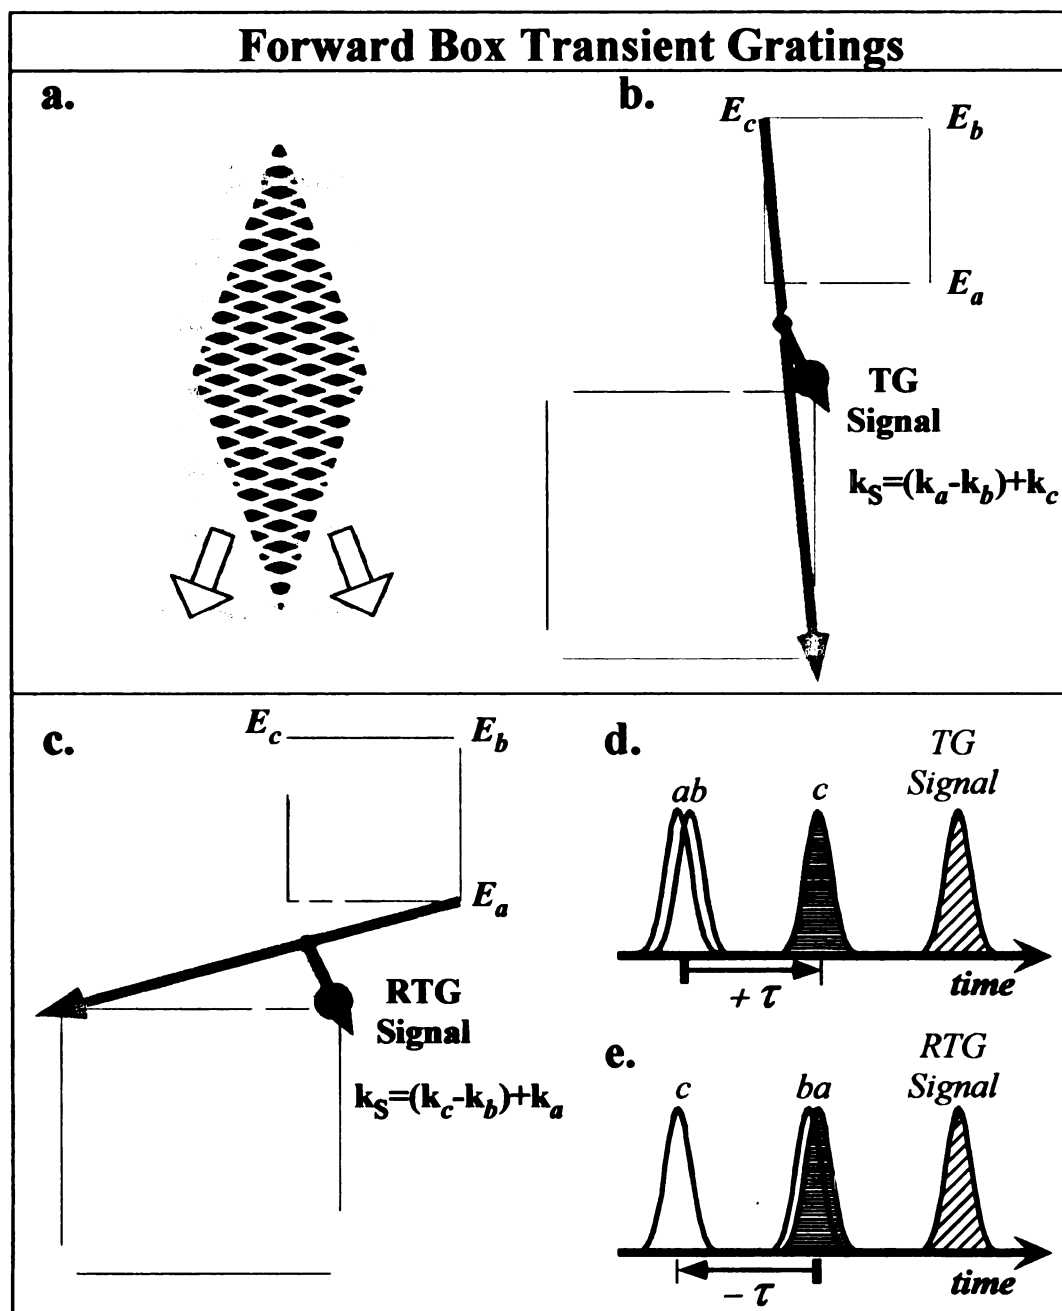 Forward Box Transient Gratings
a.
b.
E_c
E_b
E_a
TG
Signal
k_S=(k_a-k_b)+k_c
c.
E_c
E_b
E_a
RTG
Signal
k_S=(k_c-k_b)+k_a
d.
TG
Signal
ab
c
time
+ τ
e.
RTG
Signal
c
ba
time
− τ